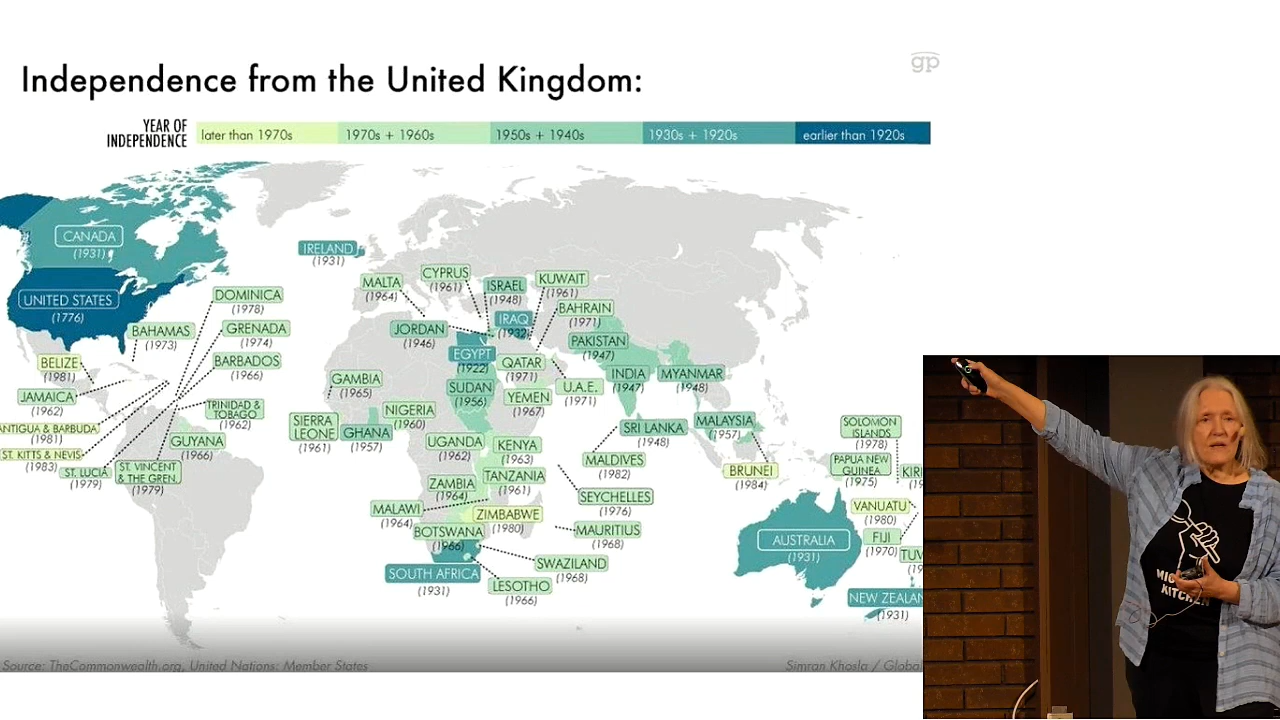 gp
Independence from the United Kingdom:
YEAR OF
INDEPENDENCE
later than 1970s
1970s + 1960s
1950s + 1940s
1930s + 1920s
earlier than 1920s
CANADA
(1931)
UNITED STATES
(1776)
IRELAND
(1931)
DOMINICA
(1978)
BAHAMAS
(1973)
GRENADA
(1974)
BELIZE
(1981)
BARBADOS
(1966)
JAMAICA
(1962)
TRINIDAD &
TOBAGO
(1962)
ANTIGUA & BARBUDA
(1981)
GUYANA
(1966)
ST. KITTS & NEVIS
(1983)
ST. LUCIA
(1979)
ST. VINCENT
& THE GREN.
(1979)
MALTA
(1964)
CYPRUS
(1961)
ISRAEL
(1948)
KUWAIT
(1961)
BAHRAIN
(1971)
JORDAN
(1946)
IRAQ
(1932)
PAKISTAN
(1947)
EGYPT
(1922)
QATAR
(1971)
INDIA
(1947)
MYANMAR
(1948)
GAMBIA
(1965)
SUDAN
(1956)
YEMEN
(1967)
U.A.E.
(1971)
NIGERIA
(1960)
SIERRA
LEONE
(1961)
GHANA
(1957)
SRI LANKA
(1948)
MALAYSIA
(1957)
UGANDA
(1962)
KENYA
(1963)
MALDIVES
(1982)
BRUNEI
(1984)
SOLOMON
ISLANDS
(1978)
PAPUA NEW
GUINEA
(1975)
KIRI
(19
ZAMBIA
(1964)
TANZANIA
(1961)
SEYCHELLES
(1976)
MALAWI
(1964)
ZIMBABWE
(1980)
VANUATU
(1980)
BOTSWANA
(1966)
MAURITIUS
(1968)
FIJI
(1970)
TUV
(19
AUSTRALIA
(1931)
SWAZILAND
(1968)
SOUTH AFRICA
(1931)
LESOTHO
(1966)
NEW ZEALAN
(1931)
Source: TheCommonwealth.org, United Nations: Member States
Simran Khosla / Globa
KITCHEN